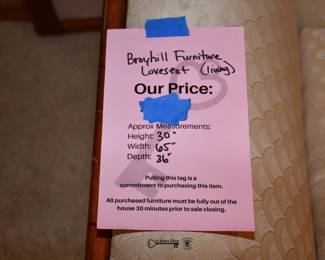 Broyhill Furniture
Loveseat (living)
Our Price:
Approx Measurements:
Height: 30"
Width: 65"
Depth: 36"
Pulling this tag is a
commitment to purchasing this item.
All purchased furniture must be fully out of the
house 30 minutes prior to sale closing.